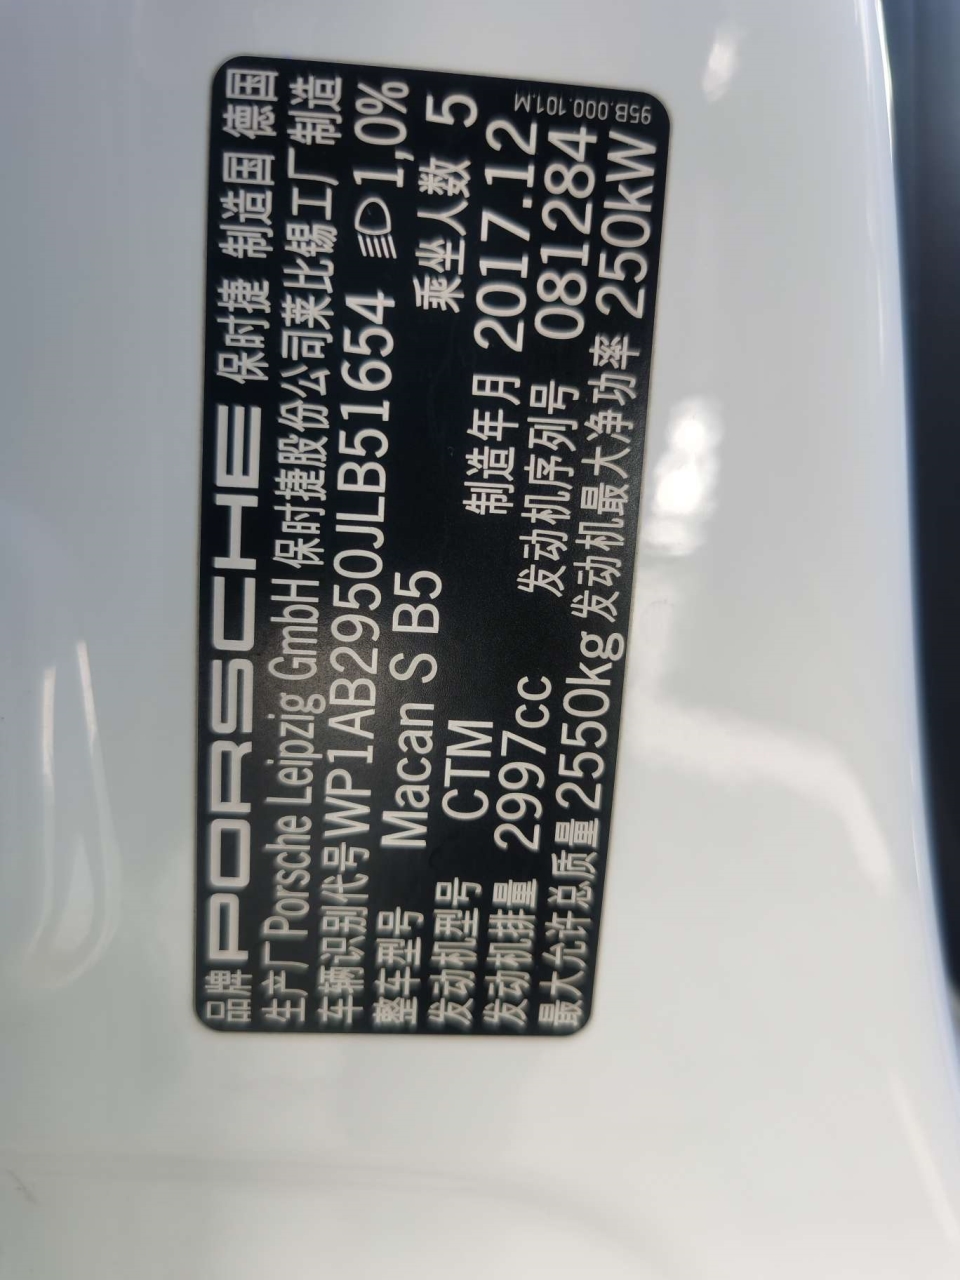 品牌 PORSCHE 保时捷 制造国 德国
生产厂 Porsche Leipzig GmbH 保时捷股份公司莱比锡工厂制造
车辆识别代号 WP1AB2950JLB51654 1,0%
整车型号 Macan S B5 乘坐人数 5
发动机型号 CTM 制造年月 2017.12
发动机排量 2997cc 发动机序列号 081284
最大允许总质量 2550kg 发动机最大净功率 250kW
95B.000.101.M